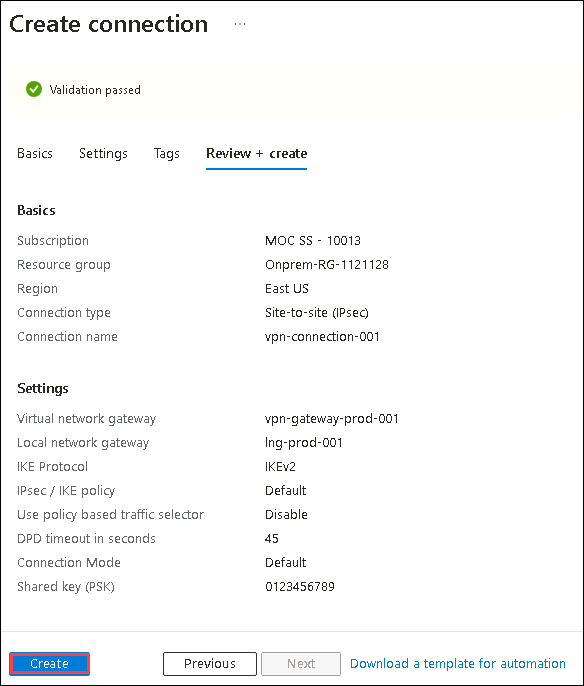 Create connection ...
Validation passed
Basics Settings Tags Review + create
Basics
Subscription MOC SS - 10013
Resource group Onprem-RG-1121128
Region East US
Connection type Site-to-site (IPsec)
Connection name vpn-connection-001
Settings
Virtual network gateway vpn-gateway-prod-001
Local network gateway lng-prod-001
IKE Protocol IKEv2
IPsec / IKE policy Default
Use policy based traffic selector Disable
DPD timeout in seconds 45
Connection Mode Default
Shared key (PSK) 0123456789
Create Previous Next Download a template for automation